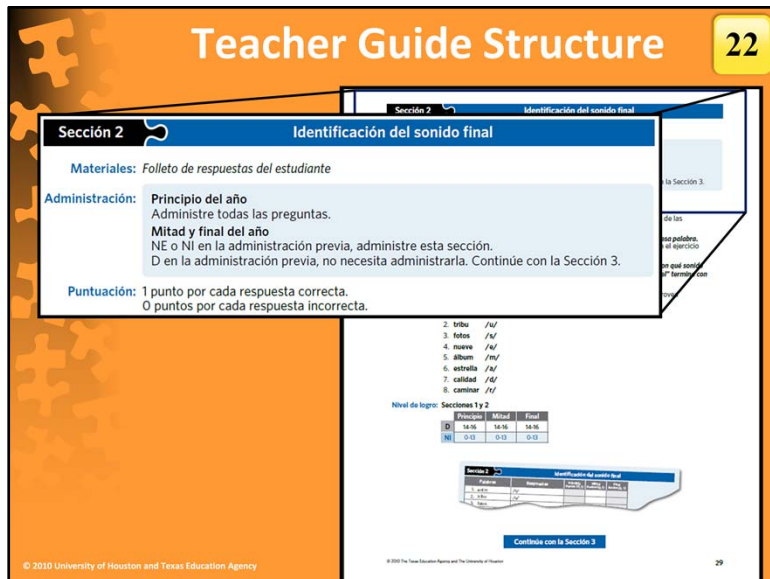 Teacher Guide Structure
22
Sección 2
Identificación del sonido final
Materiales: Folleto de respuestas del estudiante
Administración: Principio del año
Administre todas las preguntas.
Mitad y final del año
NE o NI en la administración previa, administre esta sección.
D en la administración previa, no necesita administrarla. Continúe con la Sección 3.
Puntuación: 1 punto por cada respuesta correcta.
0 puntos por cada respuesta incorrecta.
Sección 2
Identificación del sonido final
la Sección 3.
de las
esa palabra.
el ejercicio
on qué sonido
termina con
2. tribu /u/
3. fotos /s/
4. nueve /e/
5. álbum /m/
6. estrella /a/
7. calidad /d/
8. caminar /r/
Nivel de logro: Secciones 1 y 2
Principio Mitad Final
D 14-16 14-16 14-16
NI 0-13 0-13 0-13
Sección 2
Identificación del sonido final
Continúe con la Sección 3
© 2010 The Texas Education Agency and The University of Houston
29
© 2010 University of Houston and Texas Education Agency